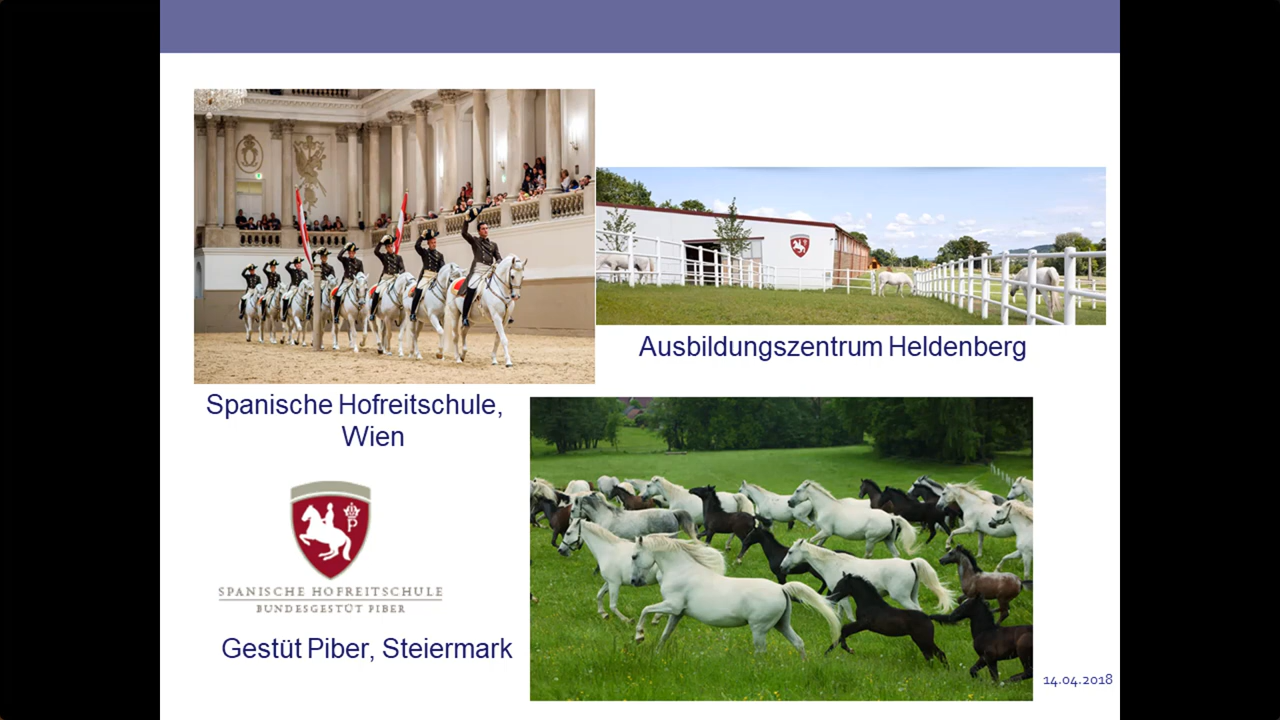 Ausbildungszentrum Heldenberg
Spanische Hofreitschule,
Wien
P
SPANISCHE HOFREITSCHULE
BUNDESGESTÜT PIBER
Gestüt Piber, Steiermark
14.04.2018